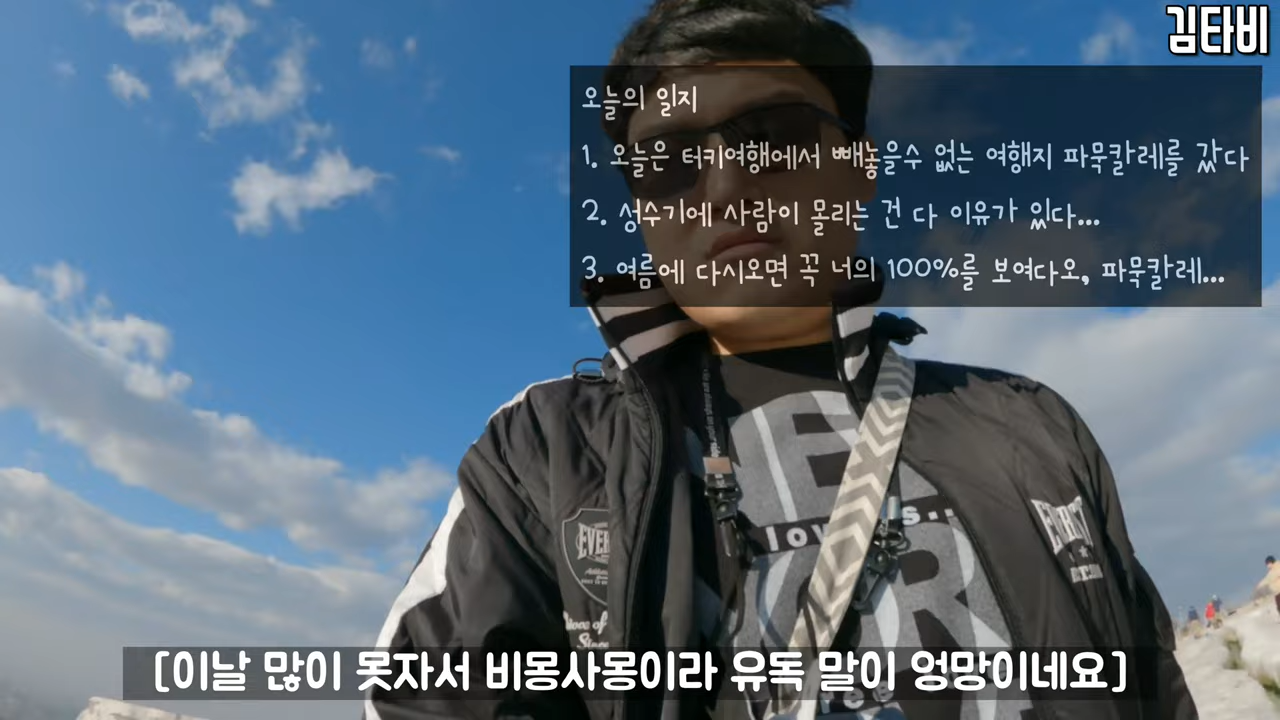 김타비
오늘의 일지
1. 오늘은 터키여행에서 빼놓을수 없는 여행지 파묵칼레를 갔다
2. 성수기에 사람이 몰리는 건 다 이유가 있다...
3. 여름에 다시오면 꼭 너의 100%를 보여다오, 파묵칼레...
[이날 많이 못자서 비몽사몽이라 유독 말이 엉망이네요]